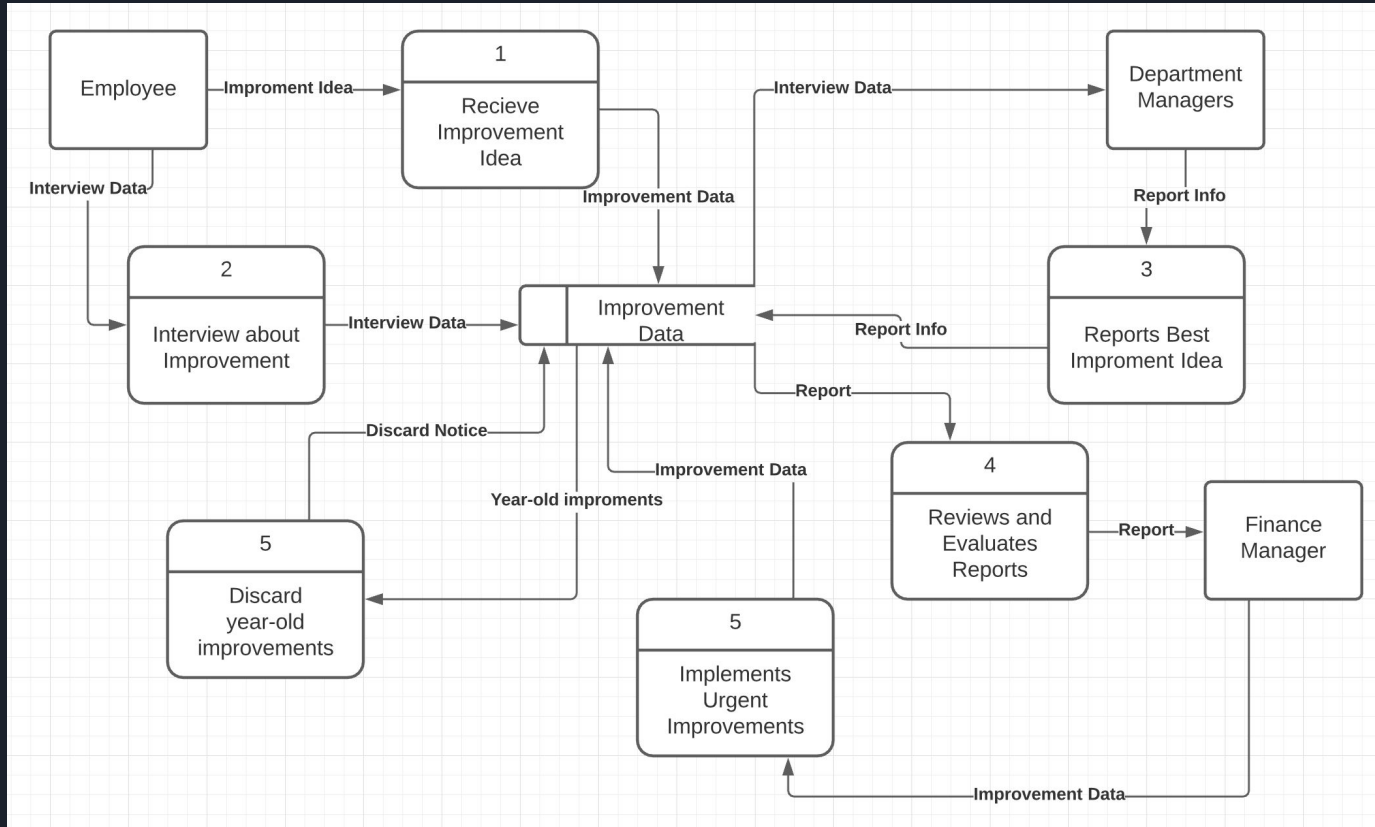 Employee
Improment Idea
1
Recieve
Improvement
Idea
Interview Data
Department
Managers
Interview Data
Improvement Data
Report Info
2
Interview about
Improvement
Interview Data
Improvement
Data
Report Info
3
Reports Best
Improment Idea
Report
Discard Notice
Improvement Data
Year-old improments
4
Reviews and
Evaluates
Reports
Report
Finance
Manager
5
Discard
year-old
improvements
5
Implements
Urgent
Improvements
Improvement Data